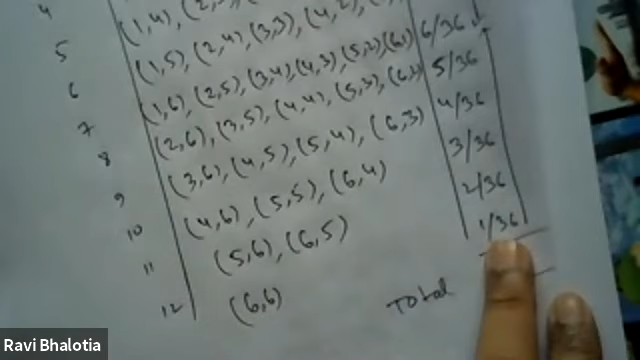 4 (1,4), (2,3),
5 (1,5), (2,4), (3,3), (4,2),
6 (1,6), (2,5), (3,4), (4,3), (5,2), (6,1) 6/36
7 (2,6), (3,5), (4,4), (5,3), (6,2) 5/36
8 (3,6), (4,5), (5,4), (6,3) 4/36
9 (4,6), (5,5), (6,4) 3/36
10 (5,6), (6,5) 2/36
11 (6,6) 1/36
12
Total
Ravi Bhalotia